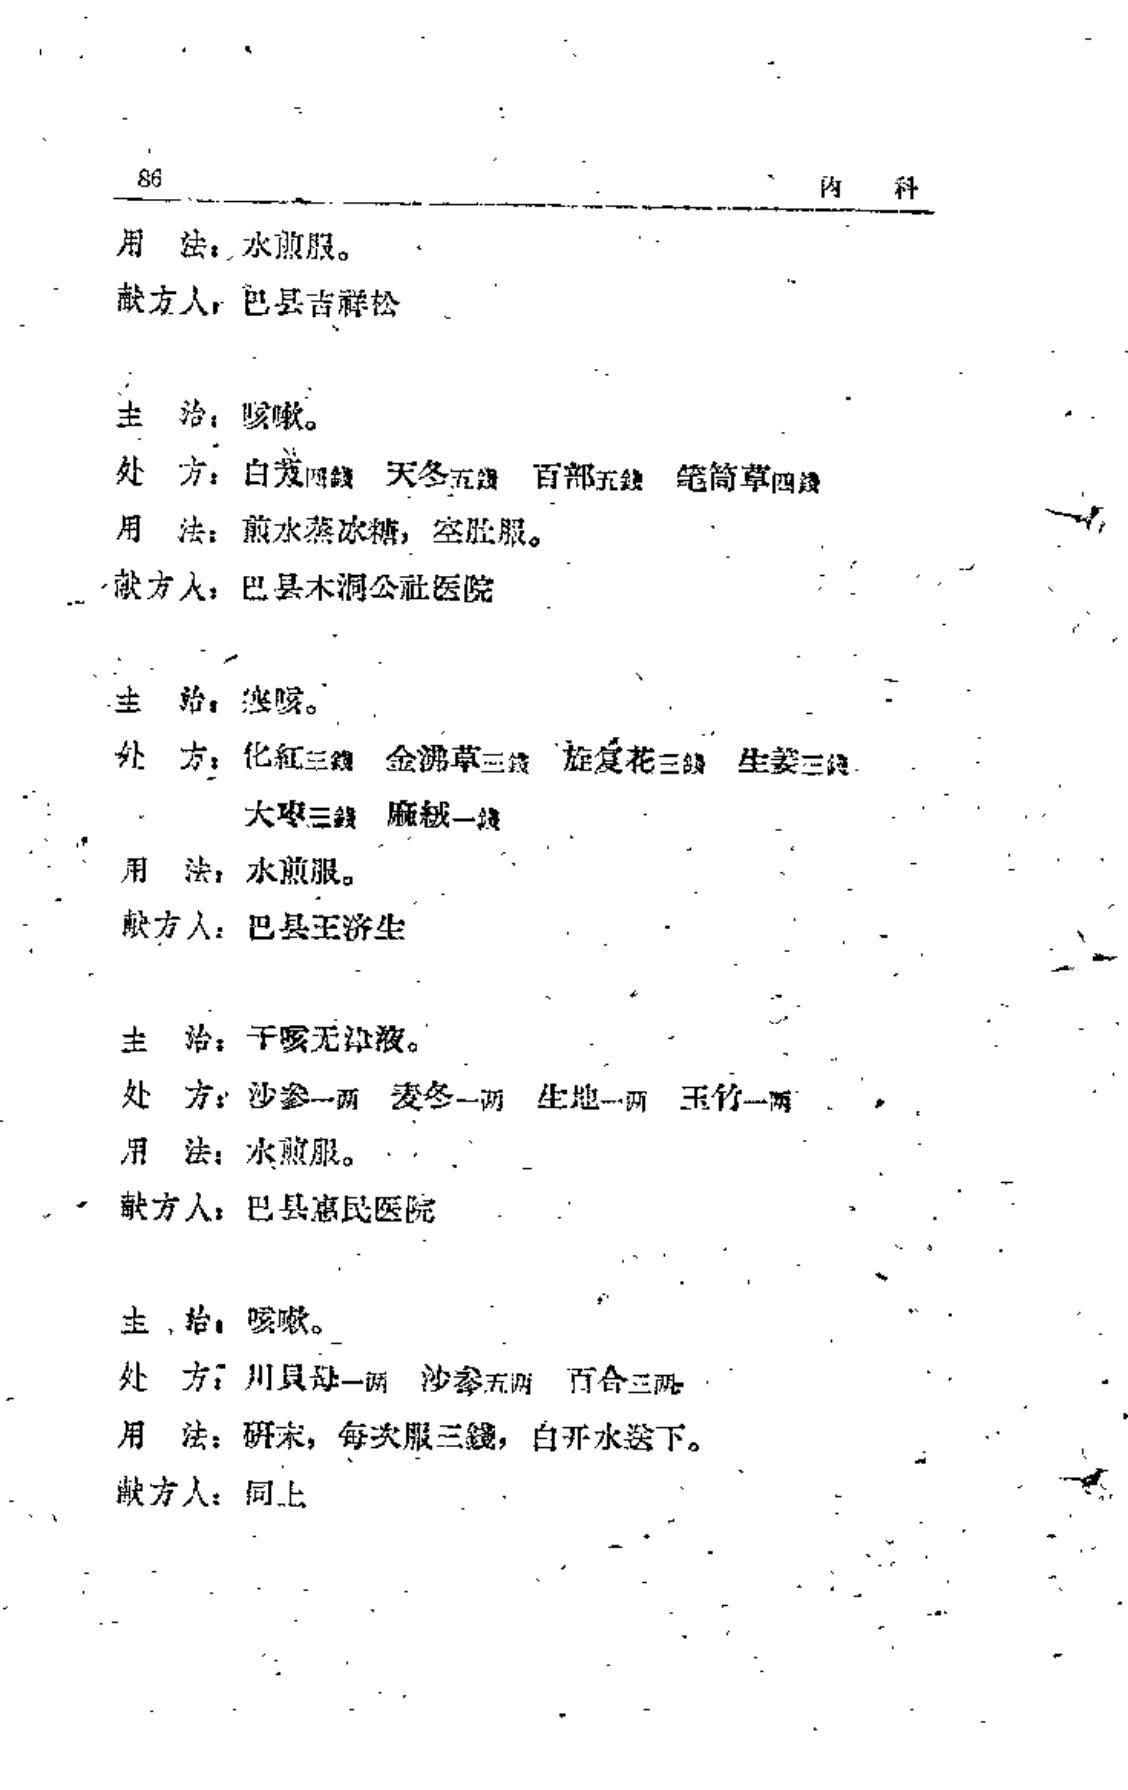 86
内 科
用 法：水煎服。
献方人：巴县吉祥松
主 治：咳嗽。
处 方：白芨四錢 天冬五錢 百部五錢 笔筒草四錢
用 法：煎水蒸冰糖，空肚服。
献方人：巴县木洞公社医院
主 治：寒咳。
处 方：化紅三錢 金沸草三錢 旋复花三錢 生姜三錢
大枣三錢 麻絨一錢
用 法：水煎服。
献方人：巴县王济生
主 治：干咳无津液。
处 方：沙参一两 麦冬一两 生地一两 玉竹一两
用 法：水煎服。
献方人：巴县惠民医院
主 治：咳嗽。
处 方：川貝母一两 沙参五两 百合三两
用 法：研末，每次服三錢，白开水送下。
献方人：同上